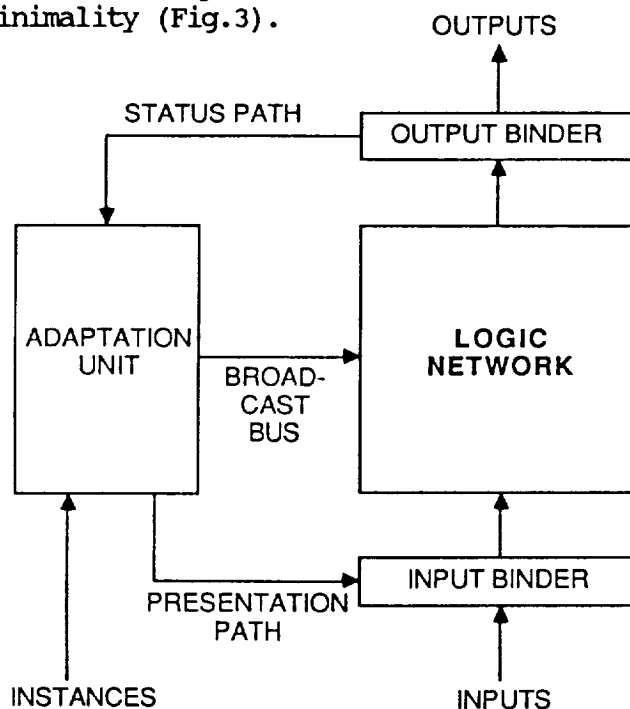 inimality (Fig.3).
OUTPUTS
STATUS PATH
OUTPUT BINDER
ADAPTATION
UNIT
LOGIC
NETWORK
BROAD-
CAST
BUS
INPUT BINDER
PRESENTATION
PATH
INSTANCES
INPUTS